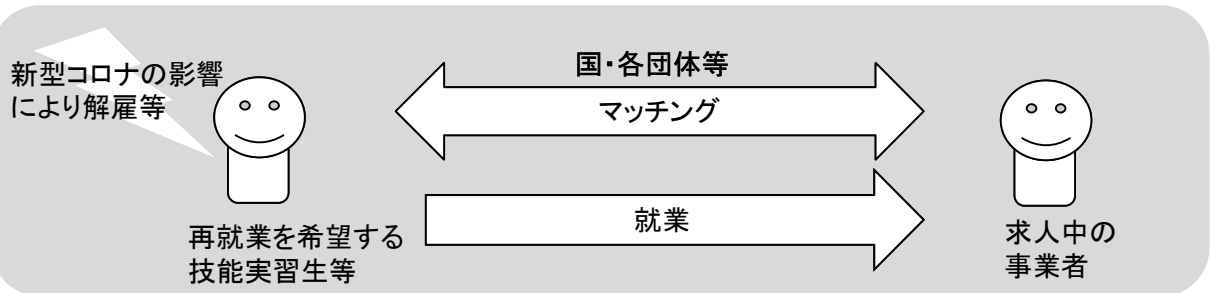 新型コロナの影響
により解雇等
国・各団体等
マッチング
就業
再就業を希望する
技能実習生等
求人中の
事業者